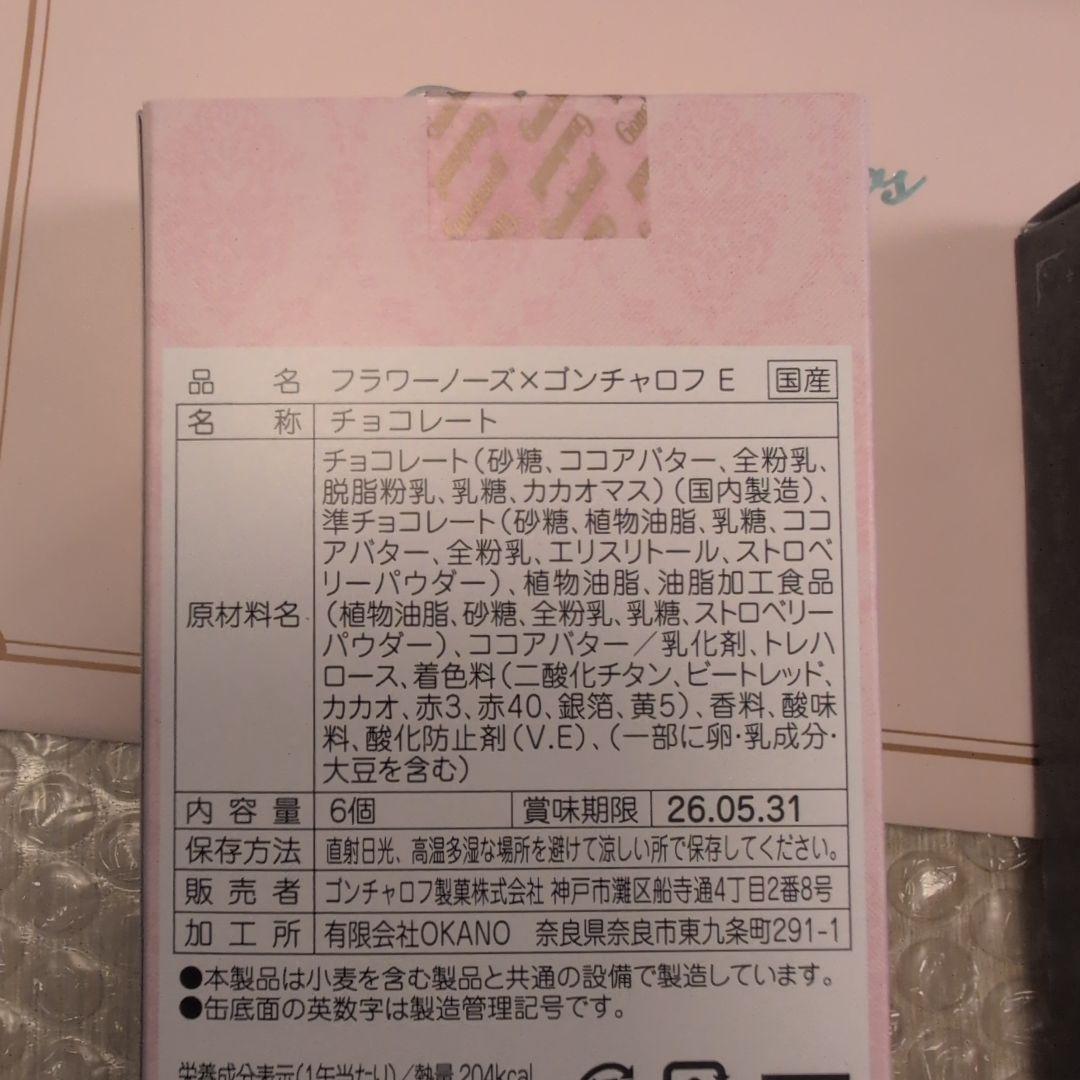 品名 フラワーノーズ×ゴンチャロフ E 国産
名称 チョコレート
チョコレート(砂糖、ココアバター、全粉乳、
脱脂粉乳、乳糖、カカオマス)(国内製造)、
準チョコレート(砂糖、植物油脂、乳糖、ココ
アバター、全粉乳、エリスリトール、ストロベ
リーパウダー)、植物油脂、油脂加工食品
原材料名 (植物油脂、砂糖、全粉乳、乳糖、ストロベリー
パウダー)、ココアバター/乳化剤、トレハ
ロース、着色料(二酸化チタン、ビートレッド、
カカオ、赤3、赤40、銀箔、黄5)、香料、酸味
料、酸化防止剤(V.E)、(一部に卵・乳成分・
大豆を含む)
内容量 6個 賞味期限 26.05.31
保存方法 直射日光、高温多湿な場所を避けて涼しい所で保存してください。
販売者 ゴンチャロフ製菓株式会社 神戸市灘区船寺通4丁目2番8号
加工所 有限会社OKANO 奈良県奈良市東九条町291-1
●本製品は小麦を含む製品と共通の設備で製造しています。
●缶底面の英数字は製造管理記号です。
栄養成分表示(1缶当たり)/熱量 204kcal